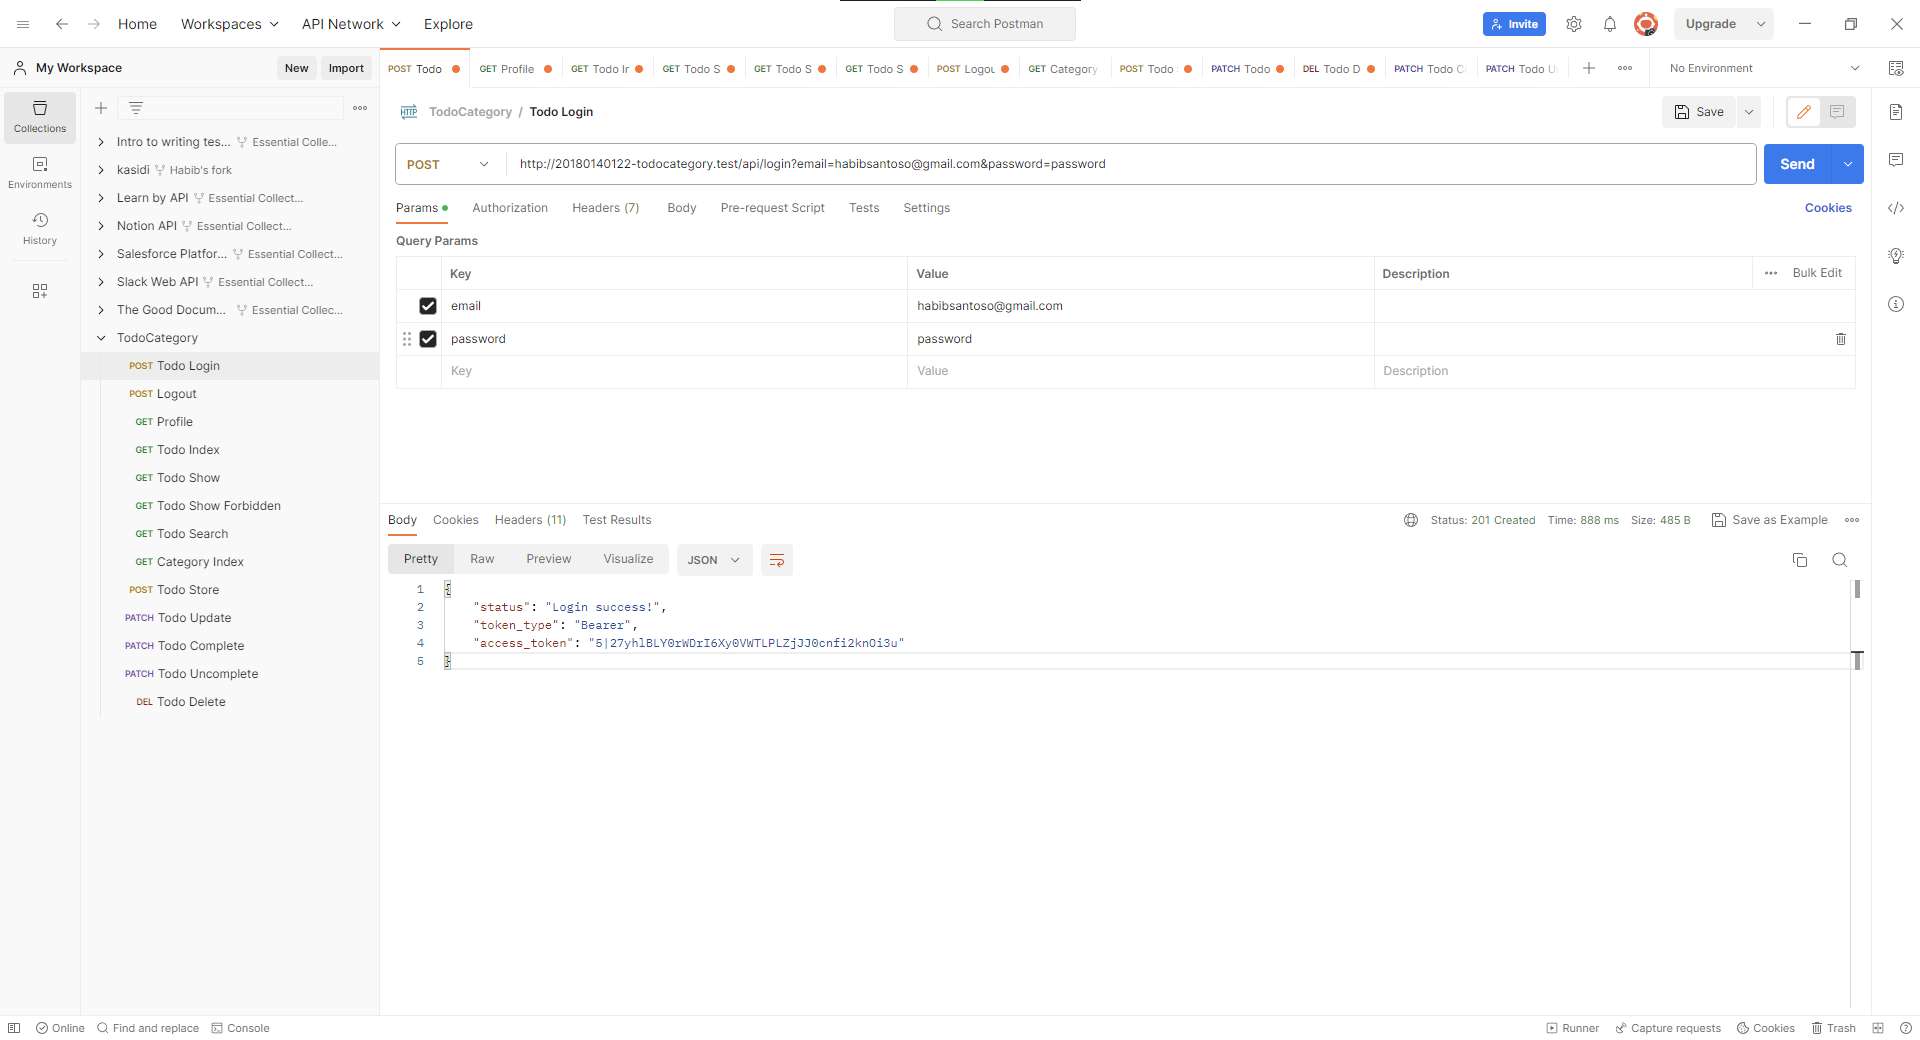 Home Workspaces API Network Explore Search Postman Invite Upgrade
My Workspace New Import
POST Todo GET Profile GET Todo Ir GET Todo S GET Todo S GET Todo S POST Logou GET Category POST Todo PATCH Todo DEL Todo D PATCH Todo C PATCH Todo U No Environment
Collections
Environments
History
Intro to writing tes... Essential Colle...
kasidi Habib's fork
Learn by API Essential Collect...
Notion API Essential Collect...
Salesforce Platfor... Essential Collect...
Slack Web API Essential Collect...
The Good Docum... Essential Collec...
TodoCategory
POST Todo Login
POST Logout
GET Profile
GET Todo Index
GET Todo Show
GET Todo Show Forbidden
GET Todo Search
GET Category Index
POST Todo Store
PATCH Todo Update
PATCH Todo Complete
PATCH Todo Uncomplete
DEL Todo Delete
HTTP TodoCategory / Todo Login Save
POST http://20180140122-todocategory.test/api/login?email=habibsantoso@gmail.com&password=password Send
Params Authorization Headers (7) Body Pre-request Script Tests Settings Cookies
Query Params
Key Value Description Bulk Edit
email habibsantoso@gmail.com
password password
Key Value Description
Body Cookies Headers (11) Test Results Status: 201 Created Time: 888 ms Size: 485 B Save as Example
Pretty Raw Preview Visualize JSON
1 {
2 "status": "Login success!",
3 "token_type": "Bearer",
4 "access_token": "5|27yhlBLY0rWDrI6Xy0VWTLPLZjJJ0cnfi2knOi3u"
5 }
Online Find and replace Console Runner Capture requests Cookies Trash